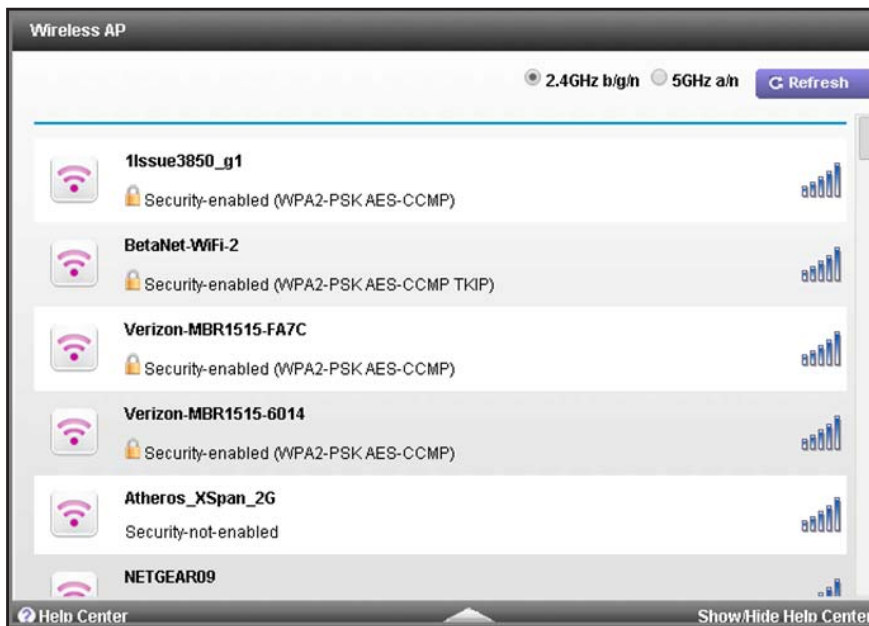 Wireless AP
2.4GHz b/g/n 5GHz a/n Refresh
1Issue3850_g1
Security-enabled (WPA2-PSK AES-CCMP)
BetaNet-WiFi-2
Security-enabled (WPA2-PSK AES-CCMP TKIP)
Verizon-MBR1515-FA7C
Security-enabled (WPA2-PSK AES-CCMP)
Verizon-MBR1515-6014
Security-enabled (WPA2-PSK AES-CCMP)
Atheros_XSpan_2G
Security-not-enabled
NETGEAR09
? Help Center Show/Hide Help Center